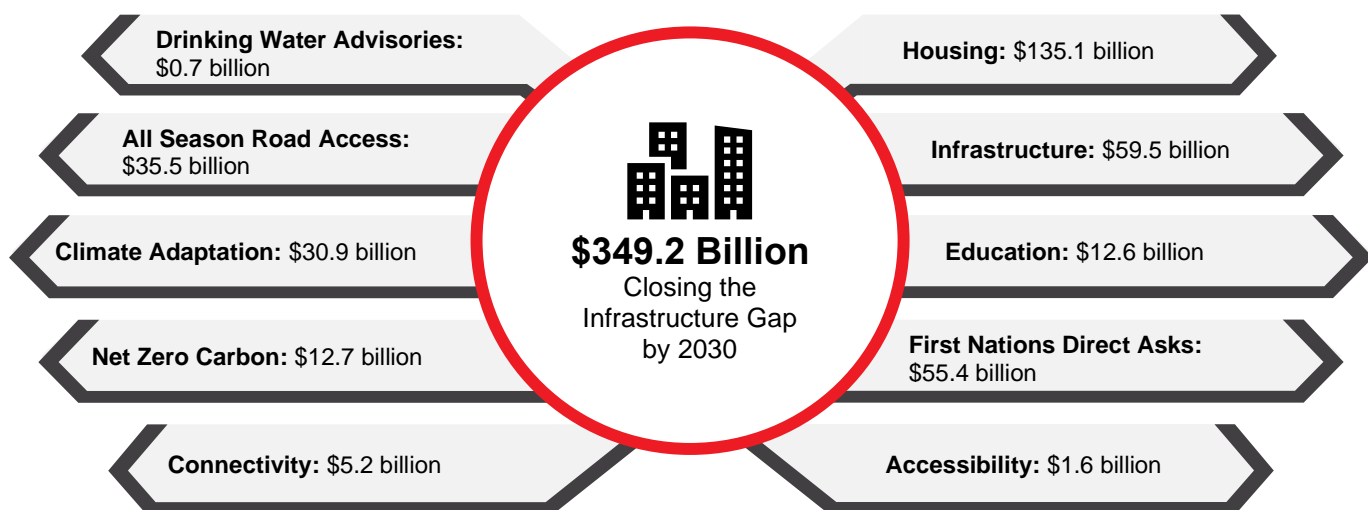 Drinking Water Advisories:
$0.7 billion
All Season Road Access:
$35.5 billion
Climate Adaptation: $30.9 billion
Net Zero Carbon: $12.7 billion
Connectivity: $5.2 billion
$349.2 Billion
Closing the
Infrastructure Gap
by 2030
Housing: $135.1 billion
Infrastructure: $59.5 billion
Education: $12.6 billion
First Nations Direct Asks:
$55.4 billion
Accessibility: $1.6 billion